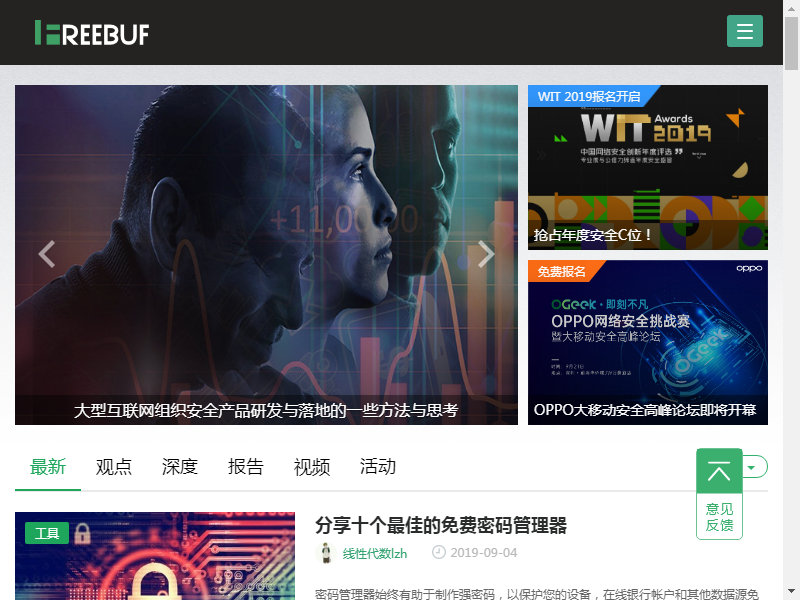 FREEBUF
WIT 2019报名开启
WIT Awards 2019
中国网络安全创新年度评选
抢占年度安全C位！
+11,00 00
大型互联网组织安全产品研发与落地的一些方法与思考
免费报名
oppo
OGeek·即刻不凡
OPPO网络安全挑战赛
暨大移动安全高峰论坛
OGeek
OPPO大移动安全高峰论坛即将开幕
最新 观点 深度 报告 视频 活动
意见
反馈
工具
分享十个最佳的免费密码管理器
线性代数lzh 2019-09-04
密码管理器始终有助于制作强密码，以保护您的设备，在线银行帐户和其他数据源免